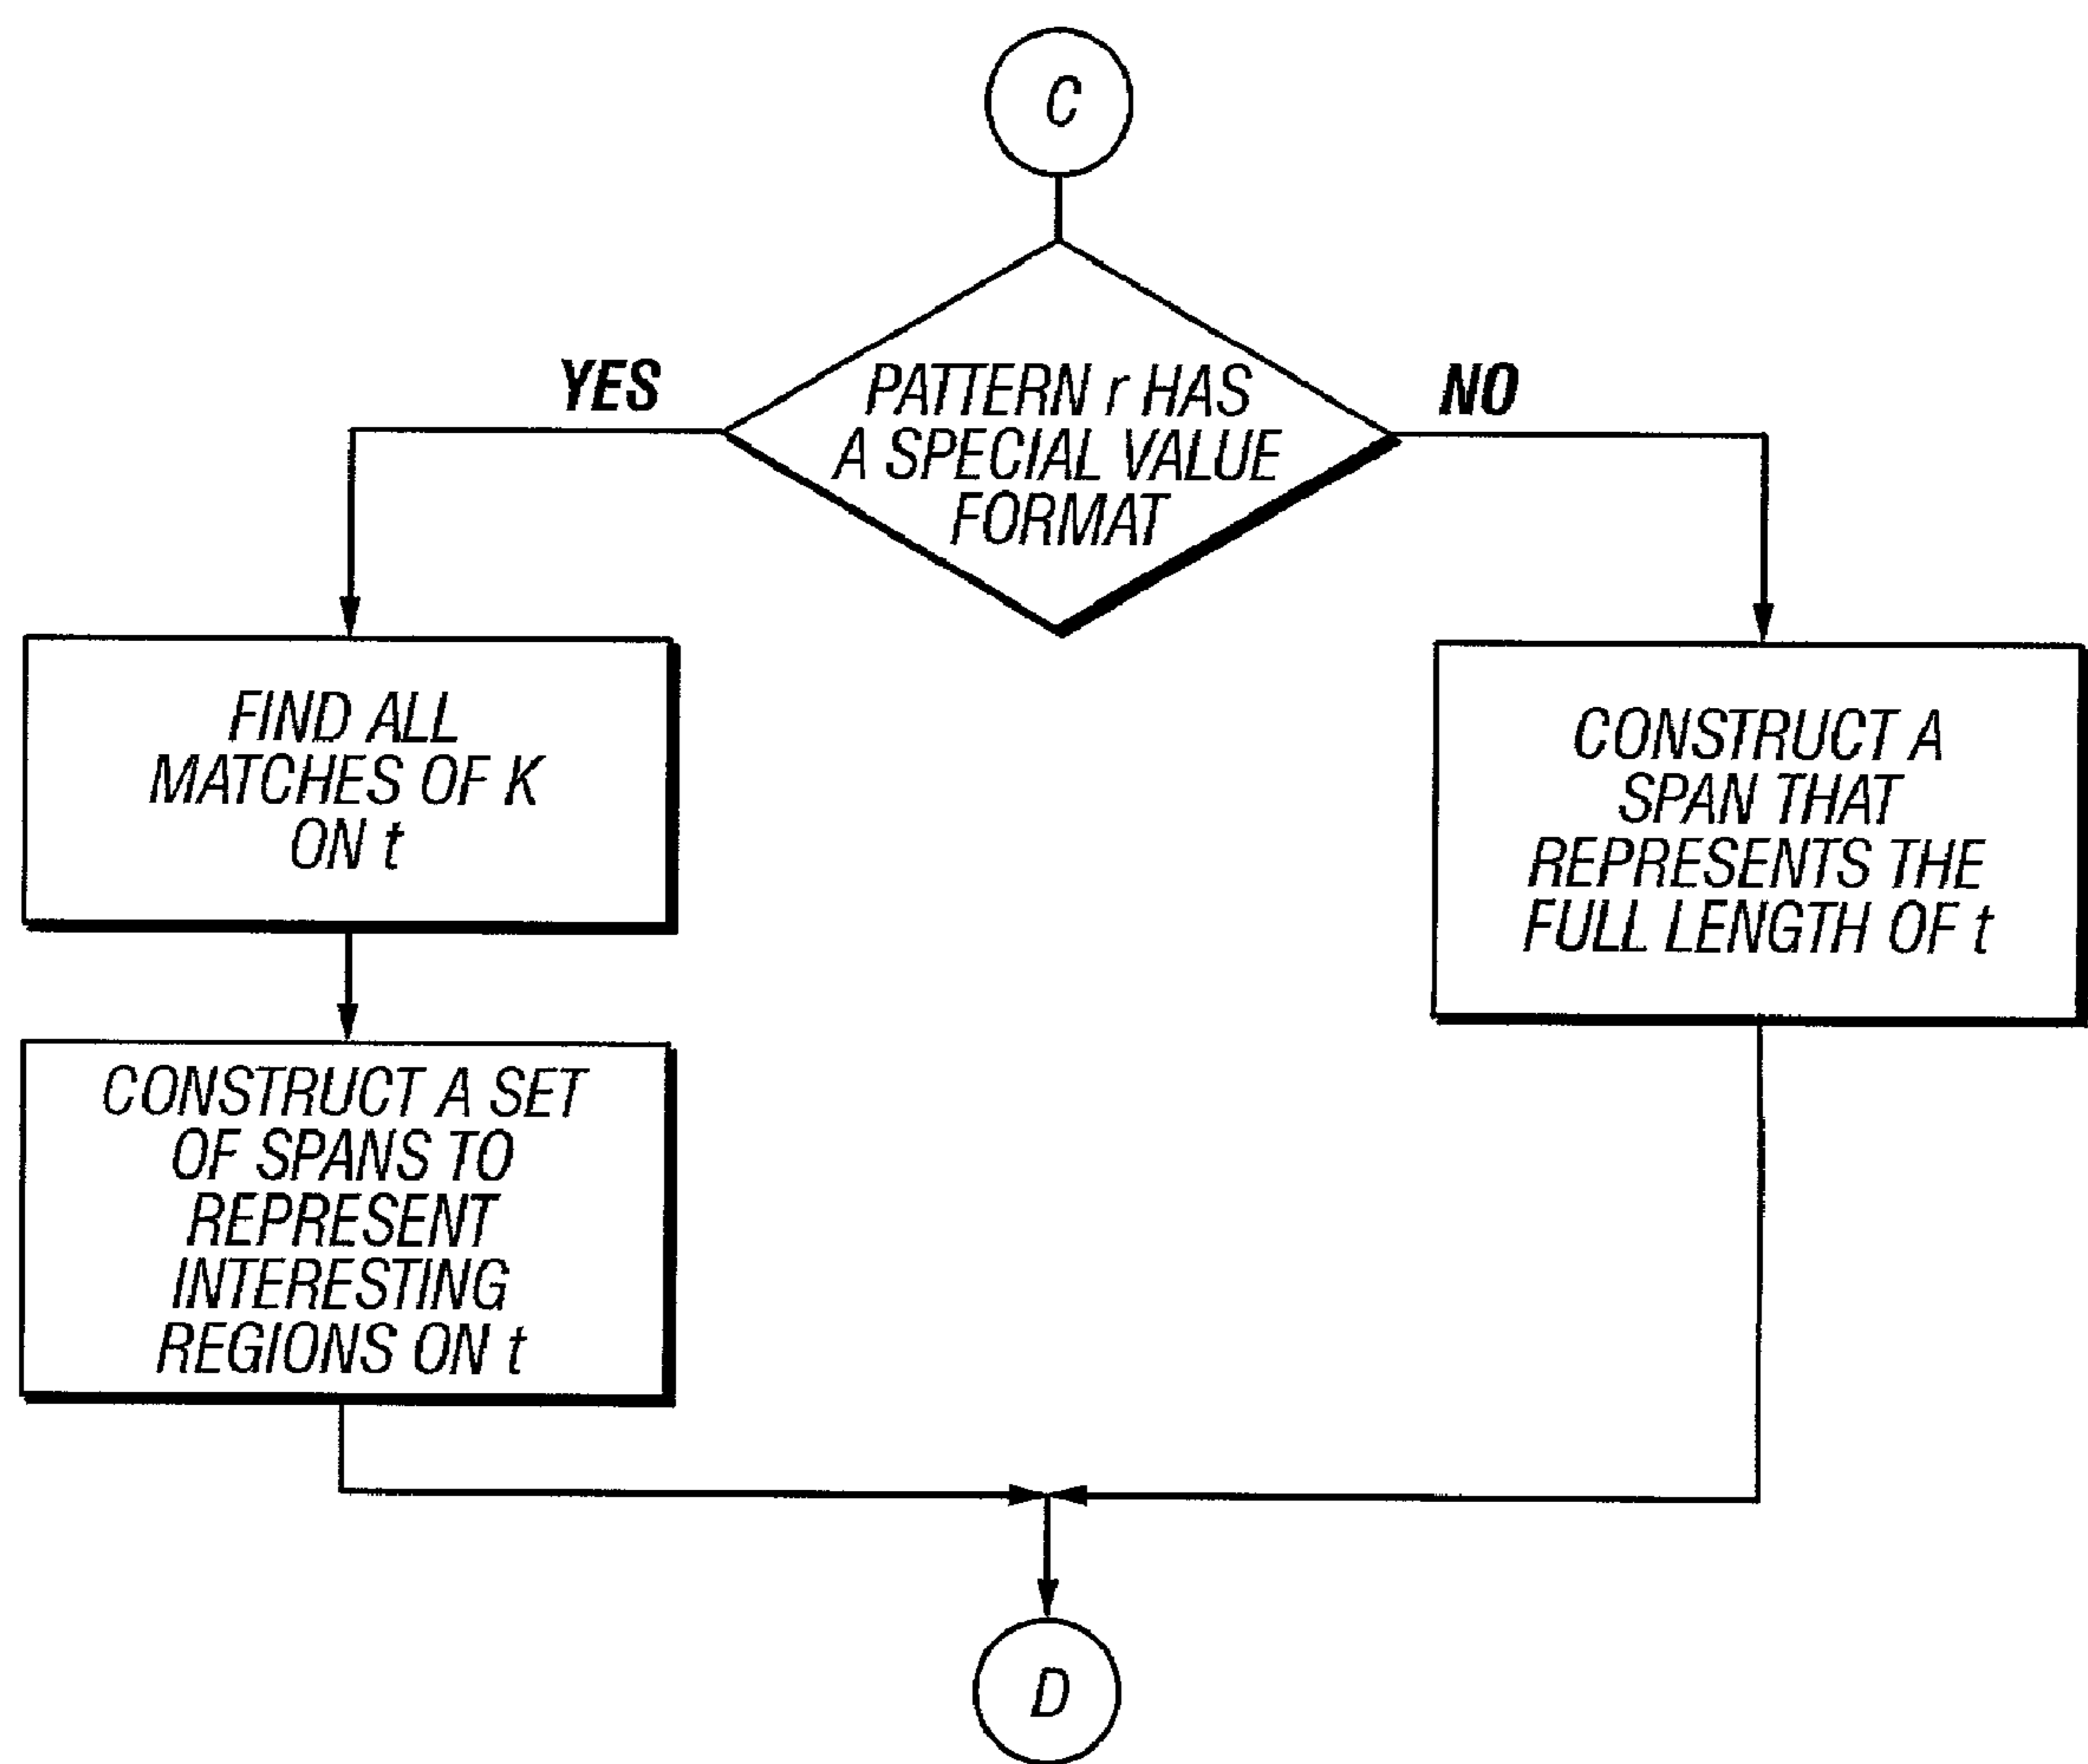 C
PATTERN r HAS
A SPECIAL VALUE
FORMAT
YES
NO
FIND ALL
MATCHES OF K
ON t
CONSTRUCT A
SPAN THAT
REPRESENTS THE
FULL LENGTH OF t
CONSTRUCT A SET
OF SPANS TO
REPRESENT
INTERESTING
REGIONS ON t
D